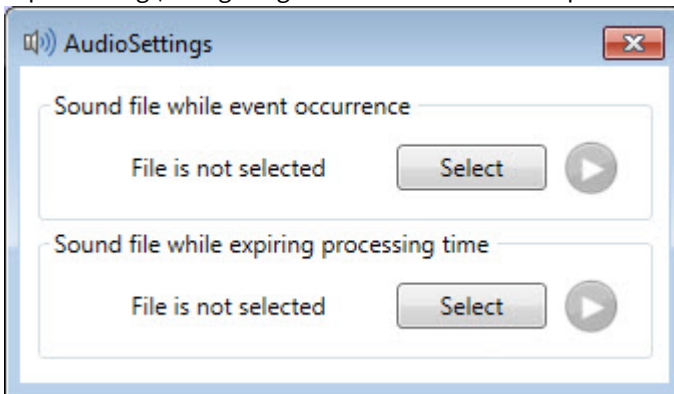 AudioSettings
Sound file while event occurrence
File is not selected Select
Sound file while expiring processing time
File is not selected Select